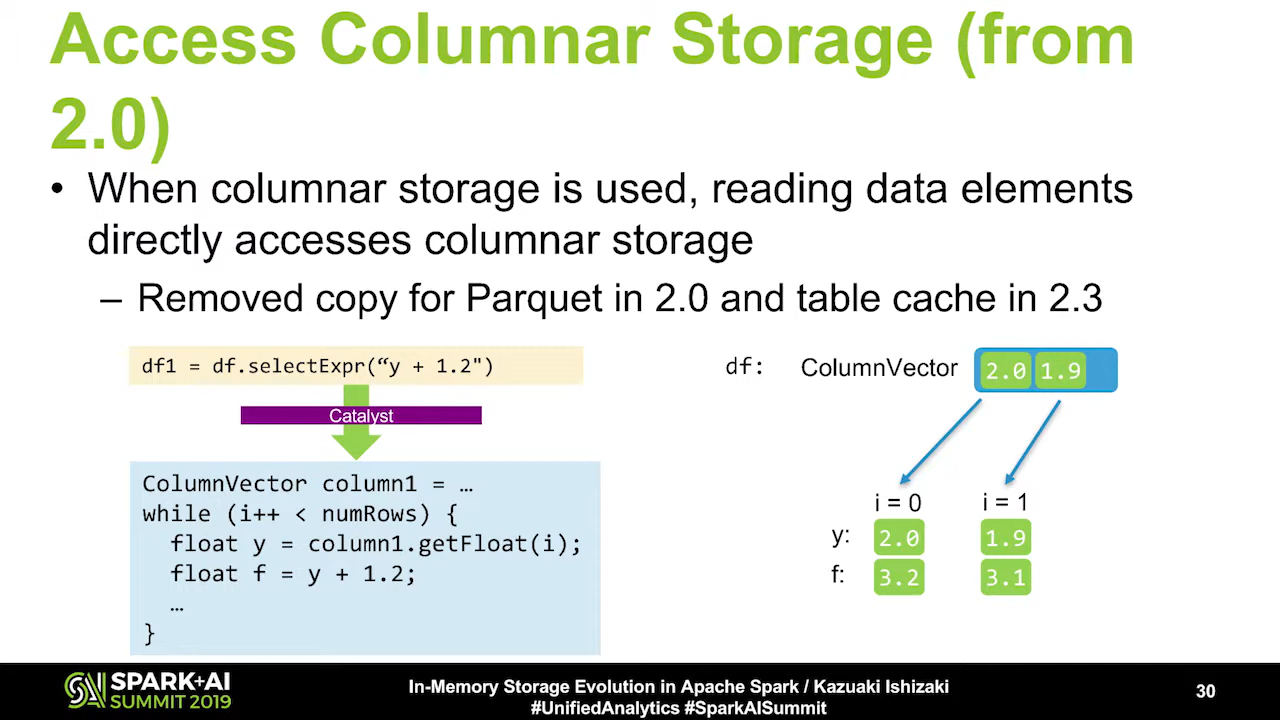 Access Columnar Storage (from
2.0)
• When columnar storage is used, reading data elements
directly accesses columnar storage
– Removed copy for Parquet in 2.0 and table cache in 2.3
df1 = df.selectExpr(“y + 1.2")
Catalyst
ColumnVector column1 = …
while (i++ < numRows) {
float y = column1.getFloat(i);
float f = y + 1.2;
…
}
df: ColumnVector 2.0 1.9
i = 0 i = 1
y: 2.0 1.9
f: 3.2 3.1
SPARK+AI
SUMMIT 2019
In-Memory Storage Evolution in Apache Spark / Kazuaki Ishizaki
#UnifiedAnalytics #SparkAISummit
30